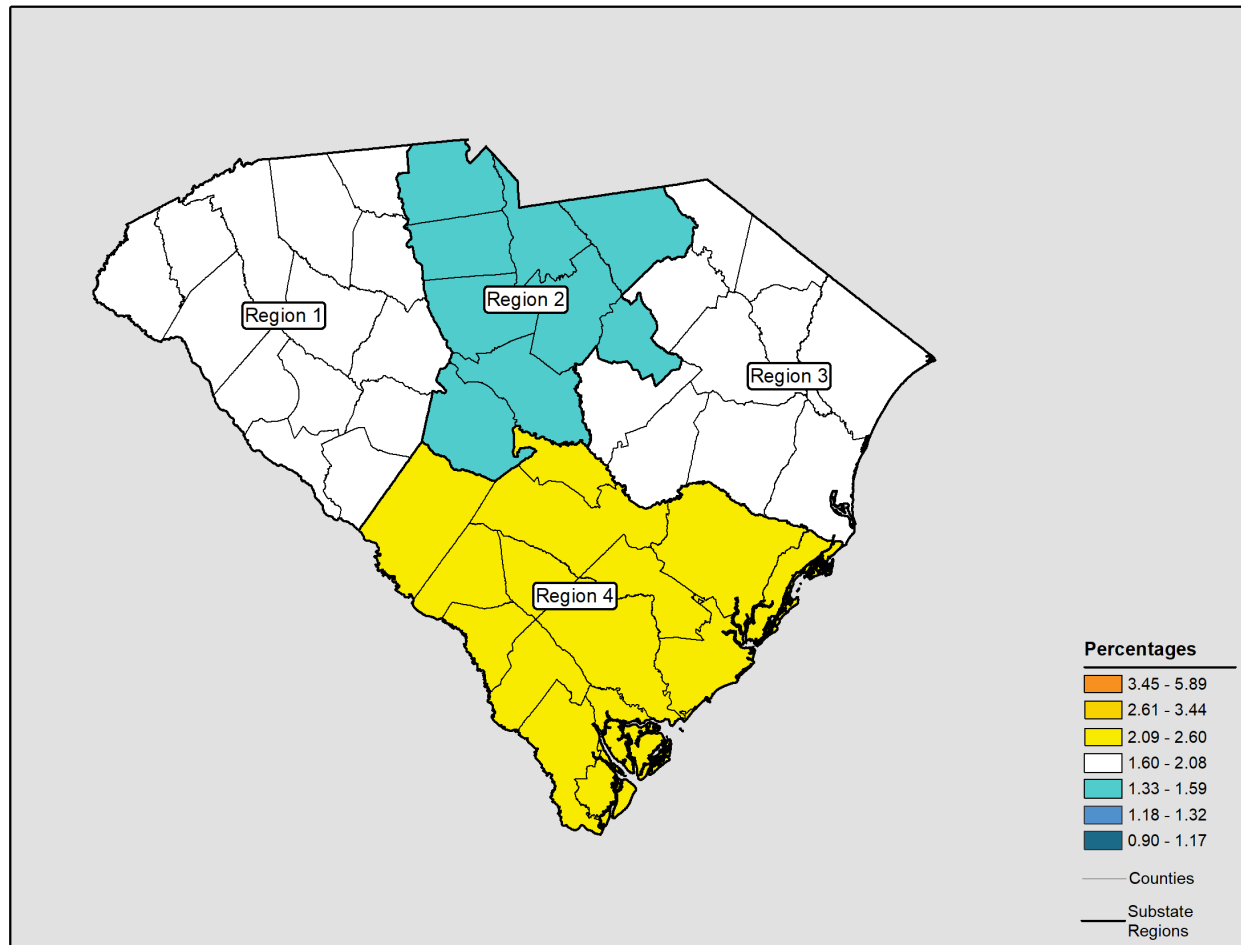 Region 1
Region 2
Region 3
Region 4
Percentages
3.45 - 5.89
2.61 - 3.44
2.09 - 2.60
1.60 - 2.08
1.33 - 1.59
1.18 - 1.32
0.90 - 1.17
Counties
Substate
Regions